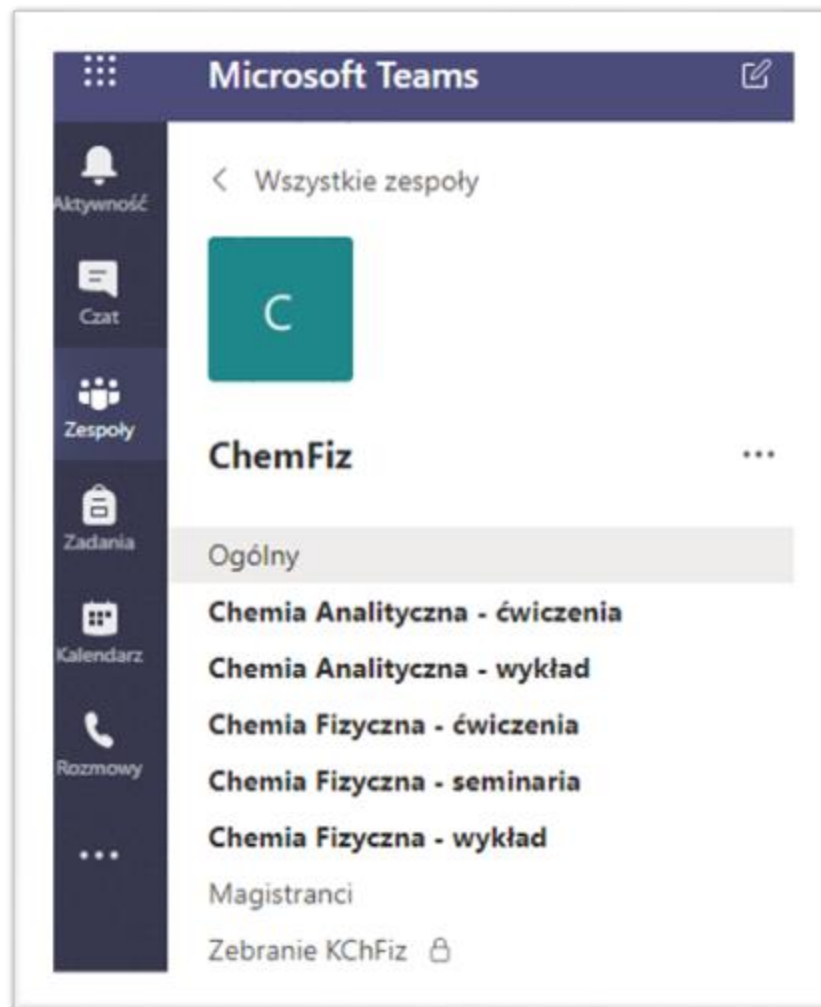 Microsoft Teams
Aktywność
Czat
Zespoły
Zadania
Kalendarz
Rozmowy
Wszystkie zespoły
C
ChemFiz
Ogólny
Chemia Analityczna - ćwiczenia
Chemia Analityczna - wykład
Chemia Fizyczna - ćwiczenia
Chemia Fizyczna - seminaria
Chemia Fizyczna - wykład
Magistranci
Zebranie KChFiz